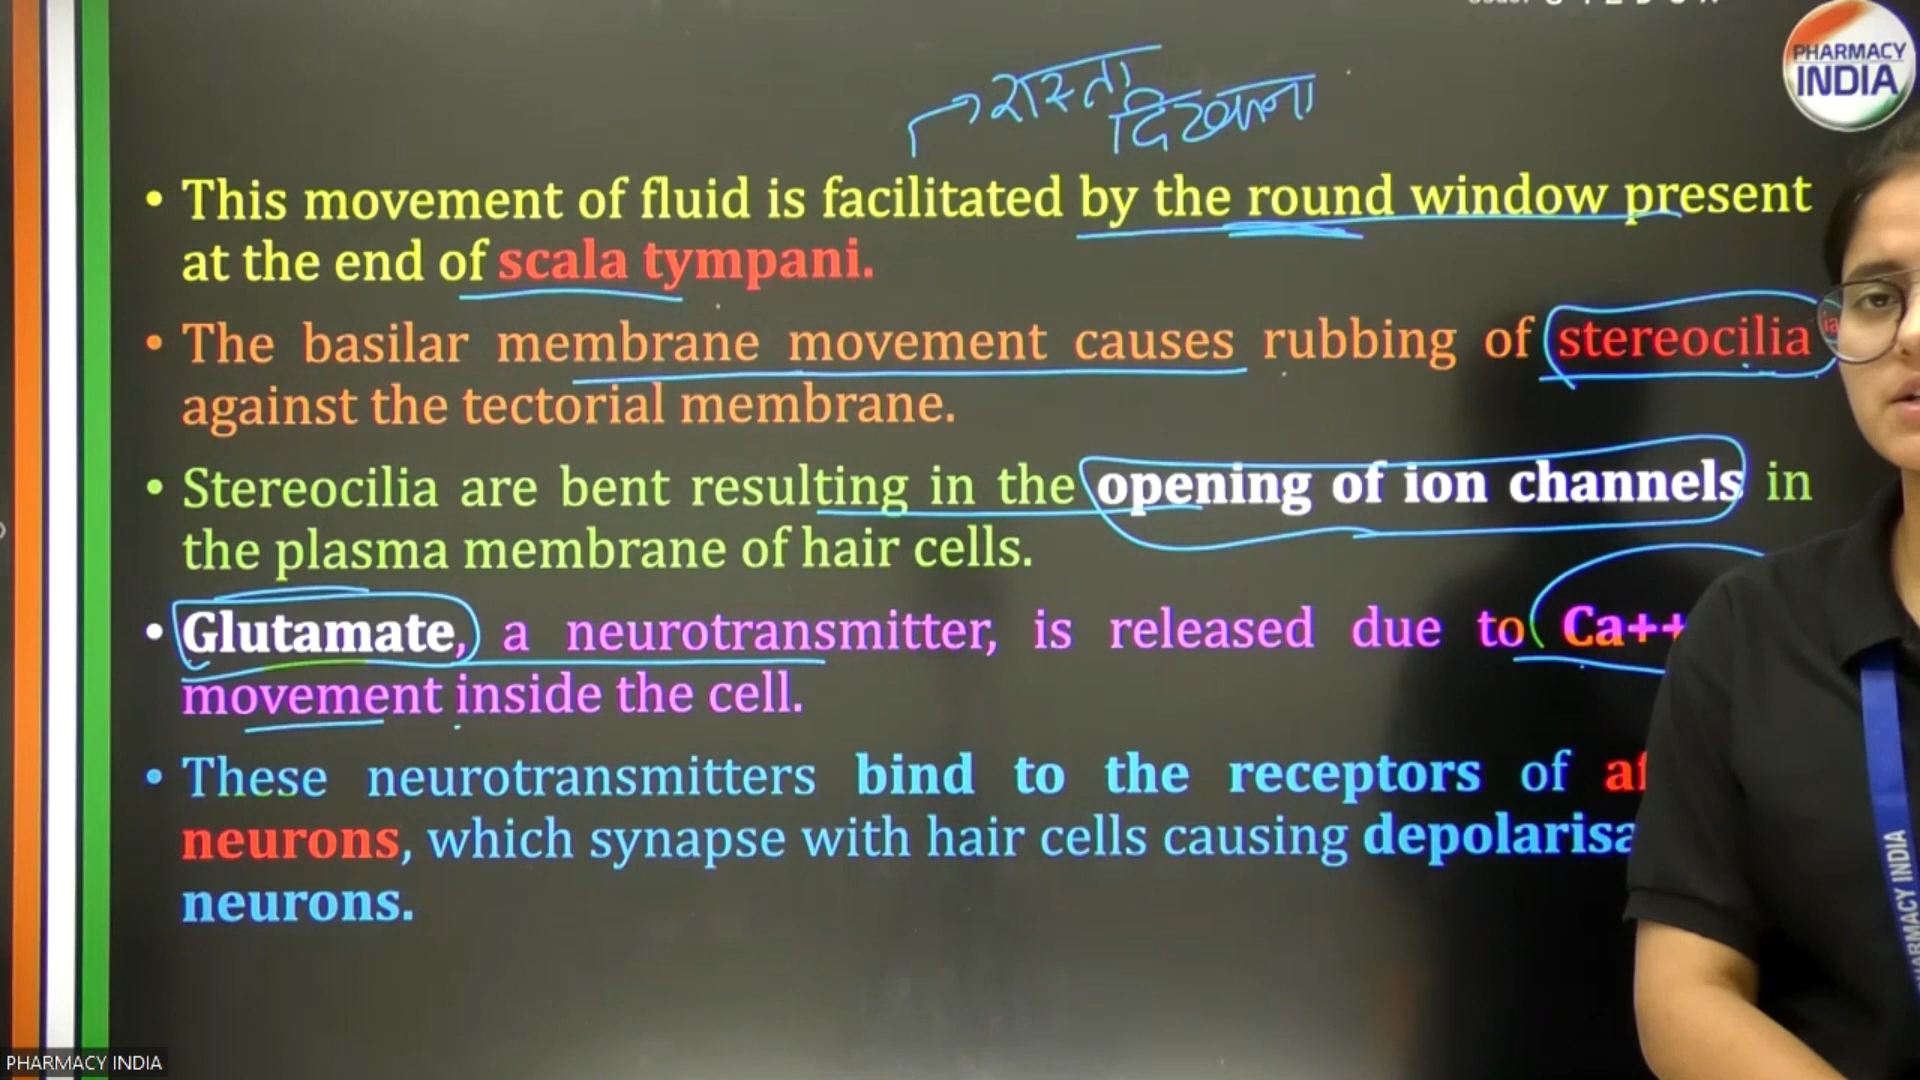 PHARMACY
INDIA
रास्ता
दिखाना
• This movement of fluid is facilitated by the round window present
at the end of scala tympani.
• The basilar membrane movement causes rubbing of stereocilia
against the tectorial membrane.
• Stereocilia are bent resulting in the opening of ion channels in
the plasma membrane of hair cells.
• Glutamate, a neurotransmitter, is released due to Ca++
movement inside the cell.
• These neurotransmitters bind to the receptors of af
neurons, which synapse with hair cells causing depolarisa
neurons.
PHARMACY INDIA
PHARMACY INDIA